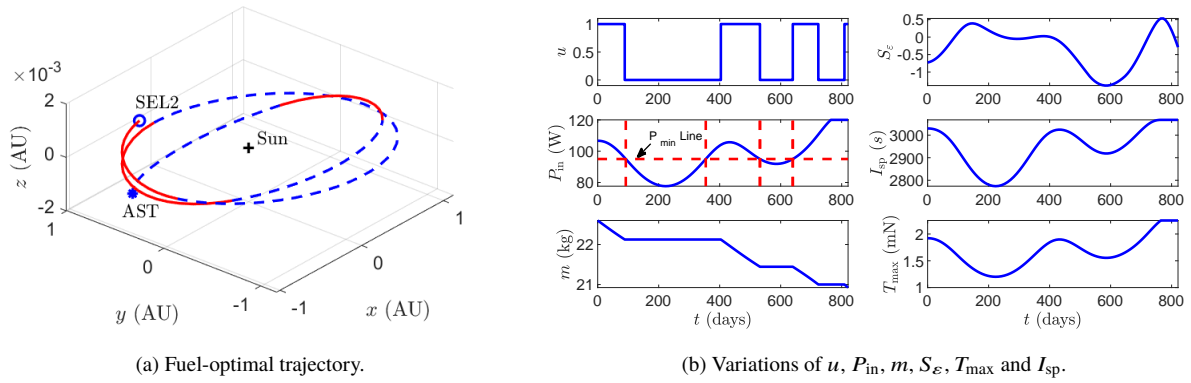 ×10⁻³
2
0
-2
z (AU)
SEL2
Sun
AST
1
0
-1
y (AU)
-1
0
1
x (AU)
(a) Fuel-optimal trajectory.
1
0.5
0
u
0 200 400 600 800
0.5
0
-0.5
-1
S_ε
0 200 400 600 800
120
100
80
P_in (W)
P_min Line
0 200 400 600 800
3000
2900
2800
I_sp (s)
0 200 400 600 800
22
21
m (kg)
0 200 400 600 800
t (days)
2
1.5
1
T_max (mN)
0 200 400 600 800
t (days)
(b) Variations of u, P_in, m, S_ε, T_max and I_sp.